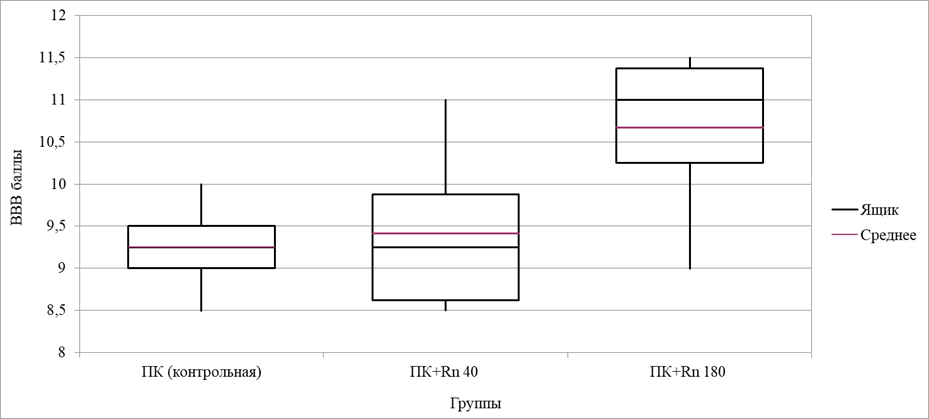 12
11,5
11
10,5
10
9,5
9
8,5
8
BBB баллы
ПК (контрольная)
ПК+Rn 40
ПК+Rn 180
Группы
Ящик
Среднее